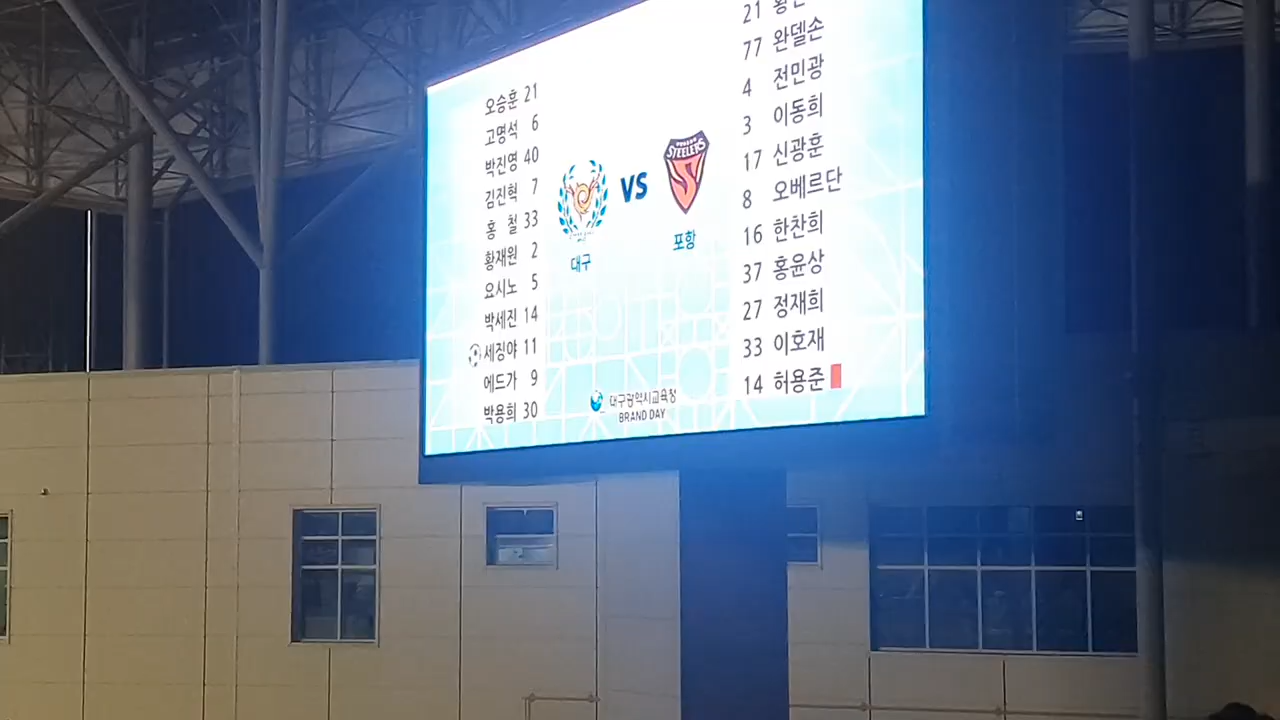 오승훈 21
고명석 6
박진영 40
김진혁 7
홍 철 33
황재원 2
요시노 5
박세진 14
세징야 11
에드가 9
박용희 30
STEELERS
VS
대구
포항
대구광역시교육청
BRAND DAY
21
77 완델손
4 전민광
3 이동희
17 신광훈
8 오베르단
16 한찬희
37 홍윤상
27 정재희
33 이호재
14 허용준